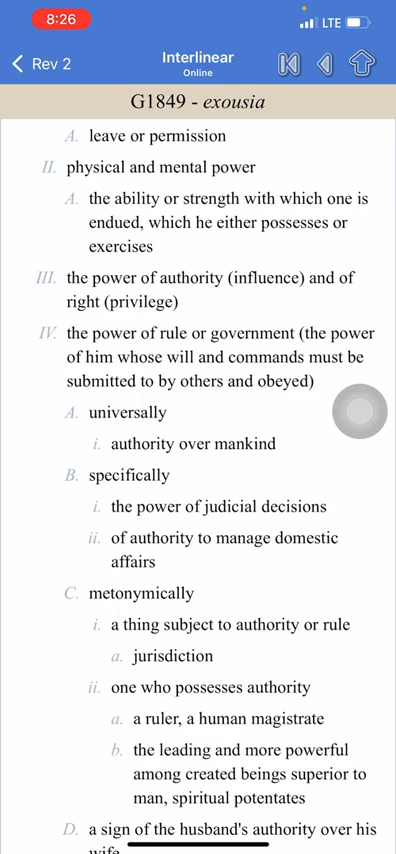 8:26
LTE
Rev 2
Interlinear
Online
G1849 - exousia
A. leave or permission
II. physical and mental power
A. the ability or strength with which one is
endued, which he either possesses or
exercises
III. the power of authority (influence) and of
right (privilege)
IV. the power of rule or government (the power
of him whose will and commands must be
submitted to by others and obeyed)
A. universally
i. authority over mankind
B. specifically
i. the power of judicial decisions
ii. of authority to manage domestic
affairs
C. metonymically
i. a thing subject to authority or rule
a. jurisdiction
ii. one who possesses authority
a. a ruler, a human magistrate
b. the leading and more powerful
among created beings superior to
man, spiritual potentates
D. a sign of the husband's authority over his
wife